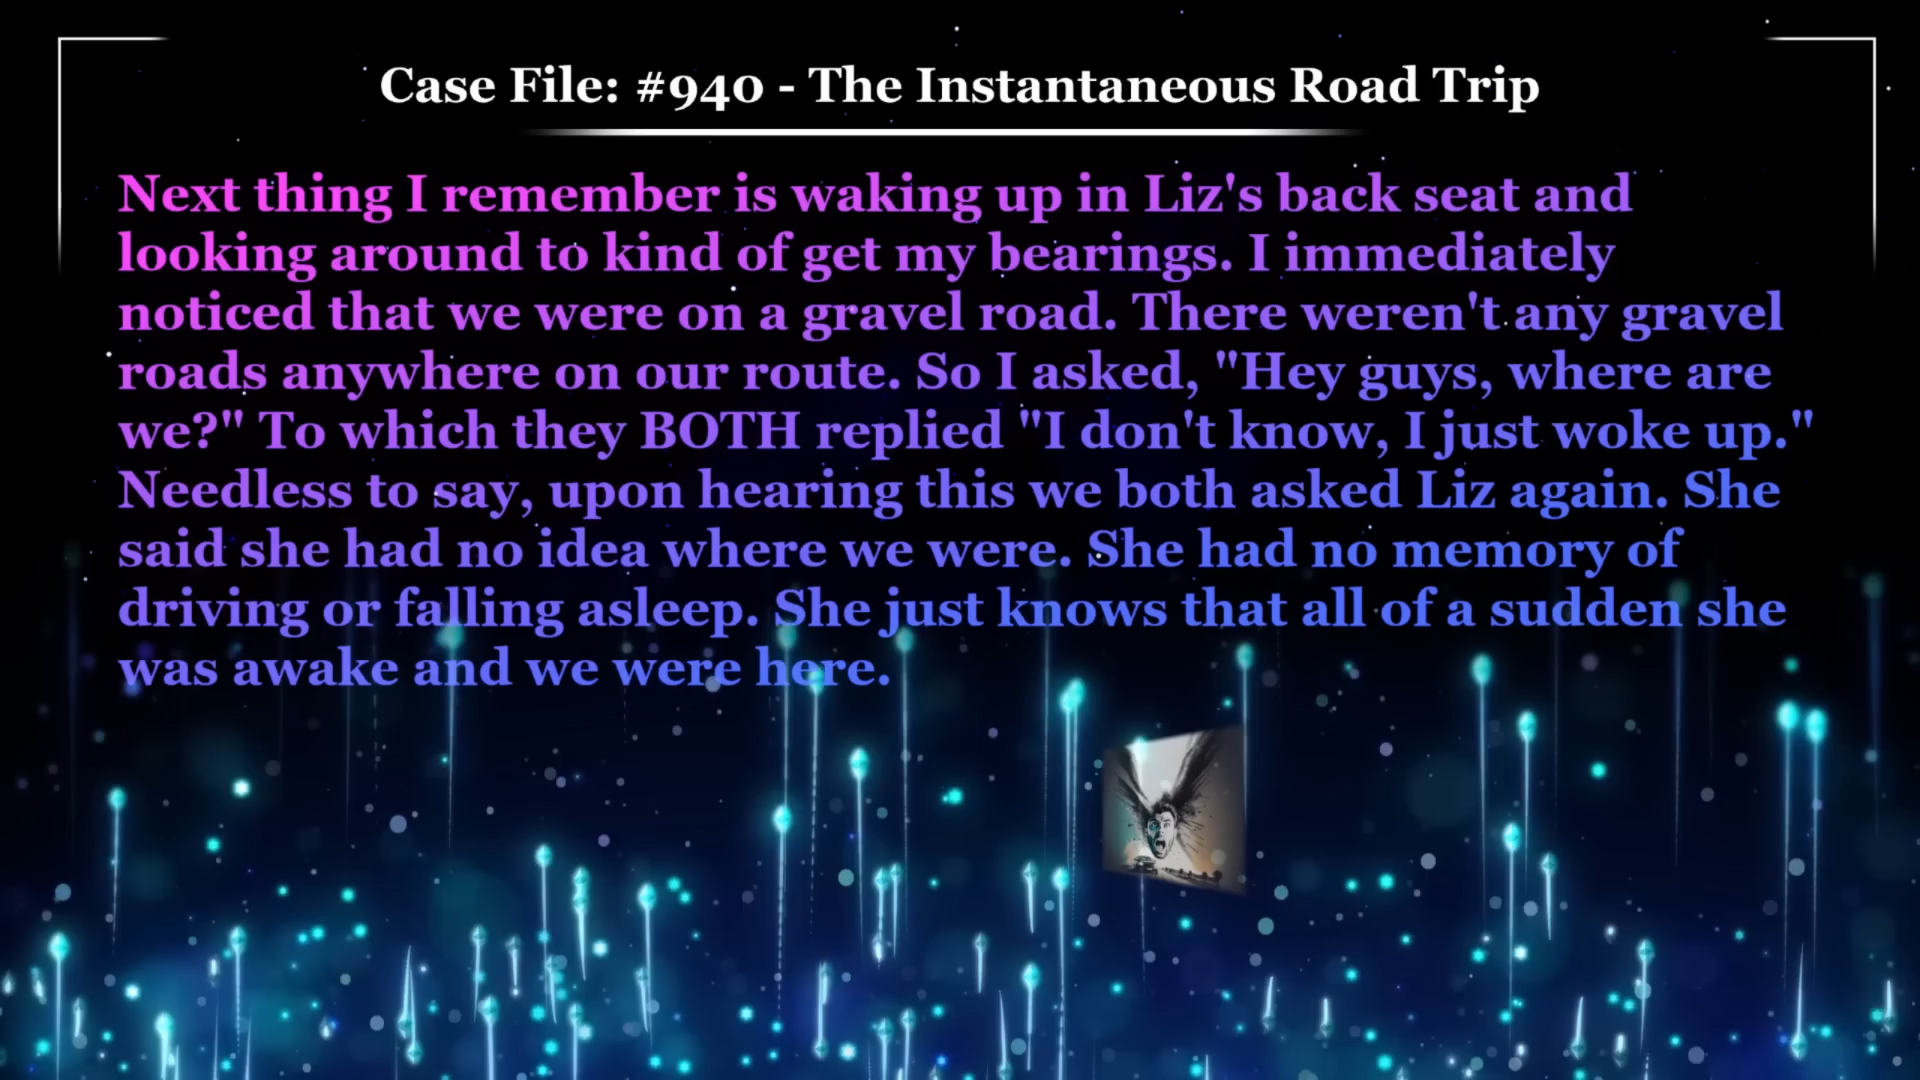 Case File: #940 - The Instantaneous Road Trip
Next thing I remember is waking up in Liz's back seat and
looking around to kind of get my bearings. I immediately
noticed that we were on a gravel road. There weren't any gravel
roads anywhere on our route. So I asked, "Hey guys, where are
we?" To which they BOTH replied "I don't know, I just woke up."
Needless to say, upon hearing this we both asked Liz again. She
said she had no idea where we were. She had no memory of
driving or falling asleep. She just knows that all of a sudden she
was awake and we were here.